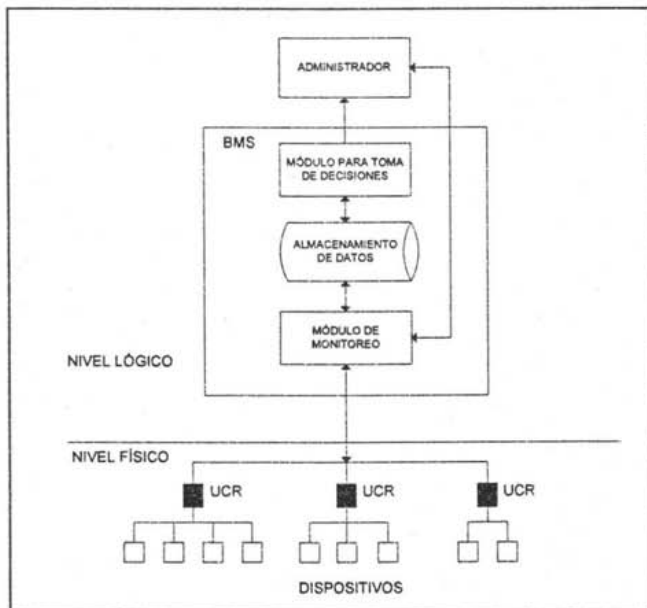 ADMINISTRADOR
BMS
MÓDULO PARA TOMA
DE DECISIONES
ALMACENAMIENTO
DE DATOS
MÓDULO DE
MONITOREO
NIVEL LÓGICO
NIVEL FÍSICO
UCR
UCR
UCR
DISPOSITIVOS